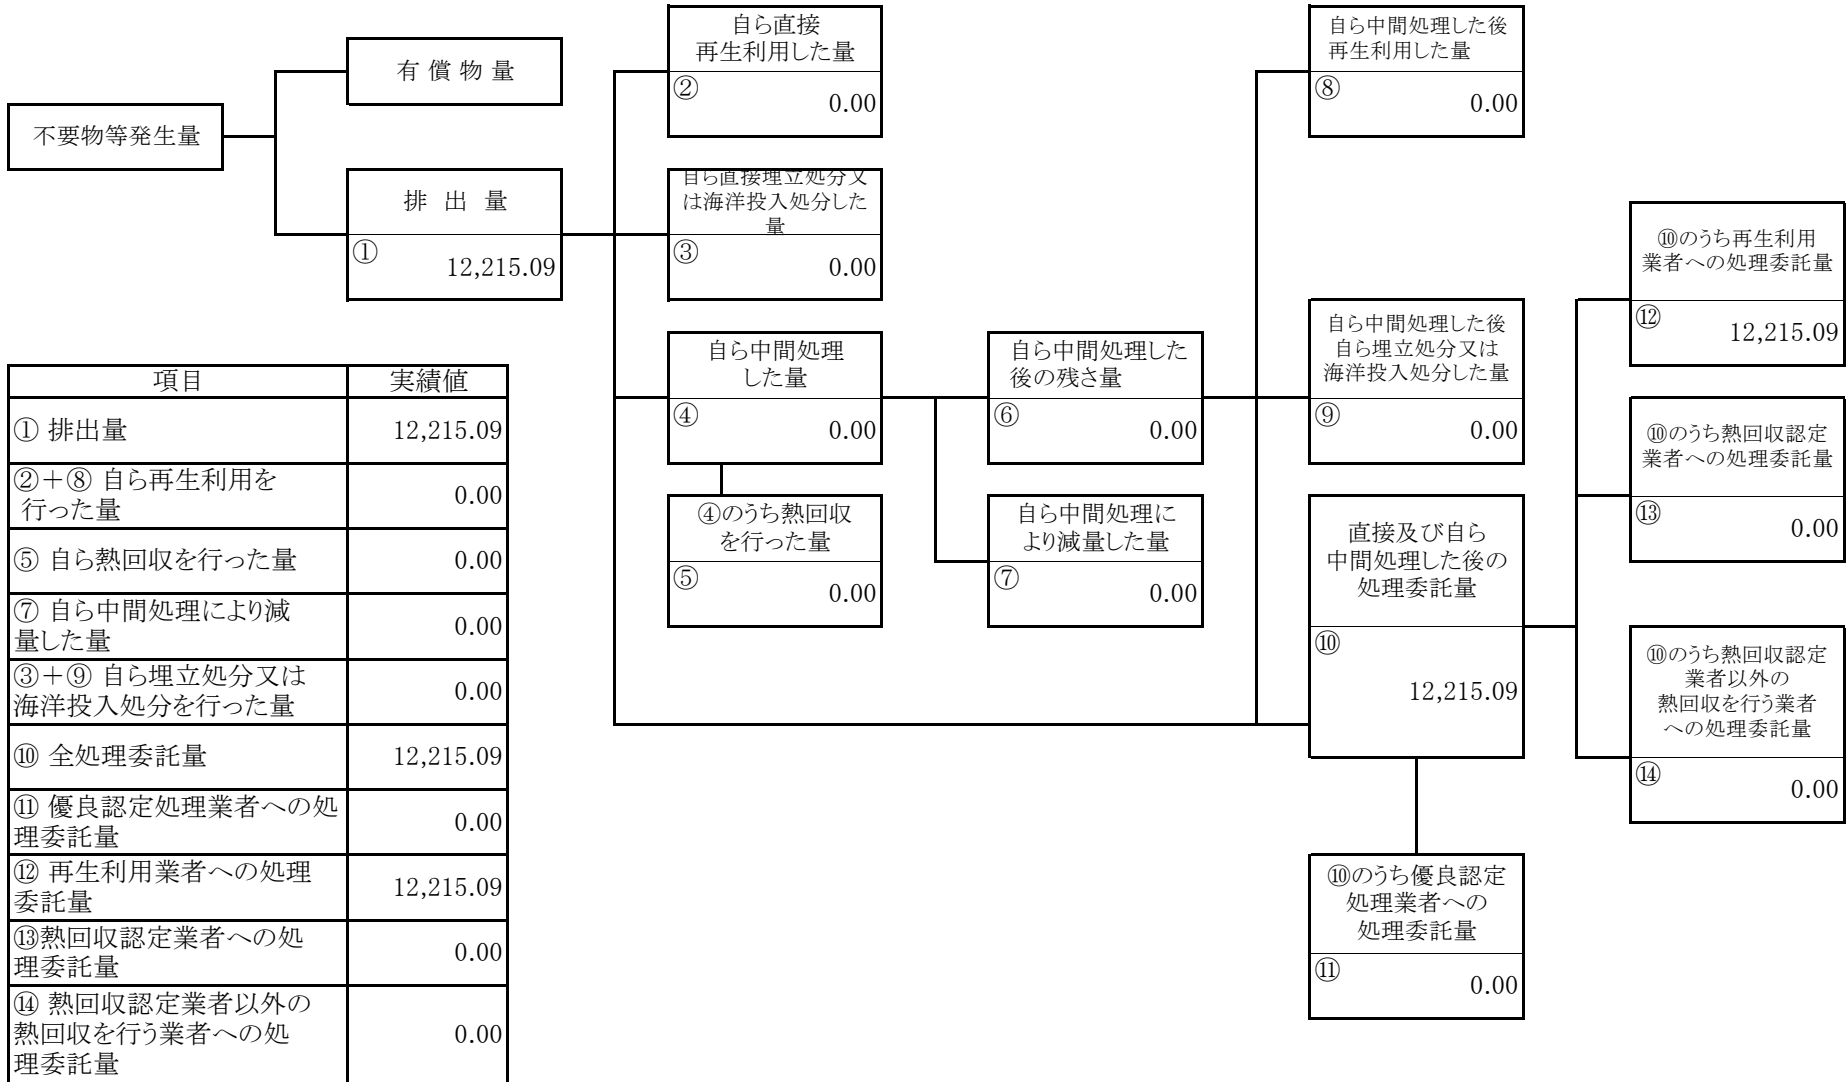 自ら直接
再生利用した量
②
0.00
自ら中間処理した後
再生利用した量
⑧
0.00
有 償 物 量
不要物等発生量
排 出 量
①
12,215.09
自ら直接埋立処分又
は海洋投入処分した
量
③
0.00
⑩のうち再生利用
業者への処理委託量
⑫
12,215.09
自ら中間処理
した量
④
0.00
自ら中間処理した
後の残さ量
⑥
0.00
自ら中間処理した後
自ら埋立処分又は
海洋投入処分した量
⑨
0.00
⑩のうち熱回収認定
業者への処理委託量
⑬
0.00
④のうち熱回収
を行った量
⑤
0.00
自ら中間処理に
より減量した量
⑦
0.00
直接及び自ら
中間処理した後の
処理委託量
⑩
12,215.09
⑩のうち熱回収認定
業者以外の
熱回収を行う業者
への処理委託量
⑭
0.00
⑩のうち優良認定
処理業者への
処理委託量
⑪
0.00
項目 実績値
① 排出量 12,215.09
②＋⑧ 自ら再生利用を
行った量 0.00
⑤ 自ら熱回収を行った量 0.00
⑦ 自ら中間処理により減
量した量 0.00
③＋⑨ 自ら埋立処分又は
海洋投入処分を行った量 0.00
⑩ 全処理委託量 12,215.09
⑪ 優良認定処理業者への処
理委託量 0.00
⑫ 再生利用業者への処理
委託量 12,215.09
⑬熱回収認定業者への処
理委託量 0.00
⑭ 熱回収認定業者以外の
熱回収を行う業者への処
理委託量 0.00